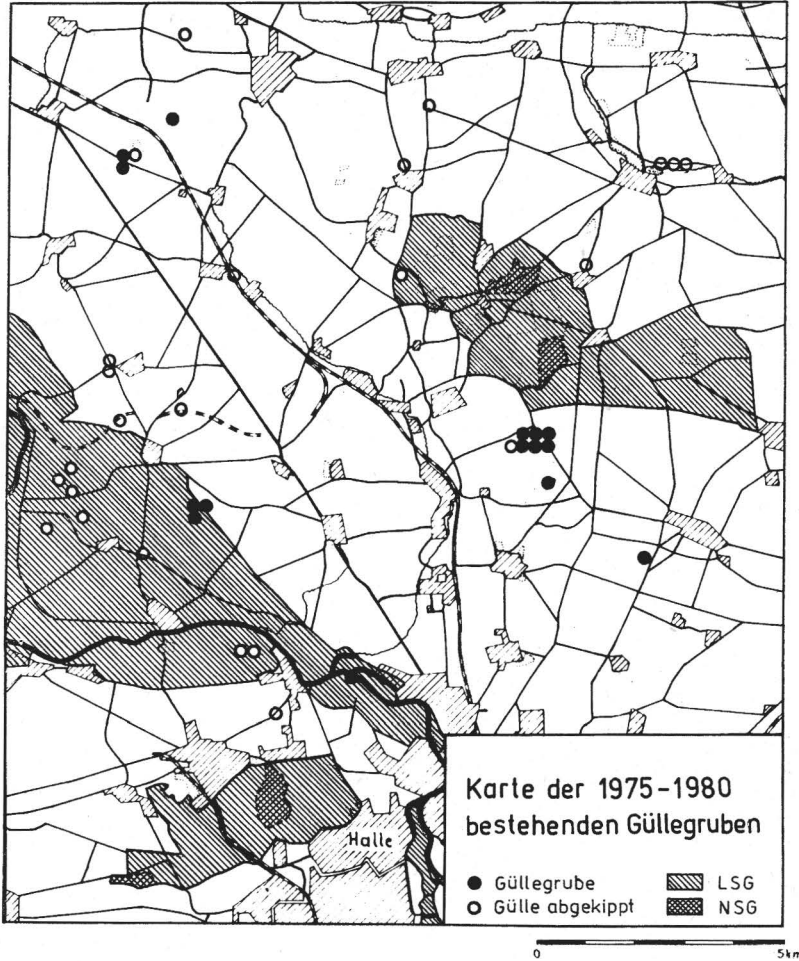 Halle
Karte der 1975-1980
bestehenden Güllegruben
Güllegrube
LSG
Gülle abgekippt
NSG
0
5km